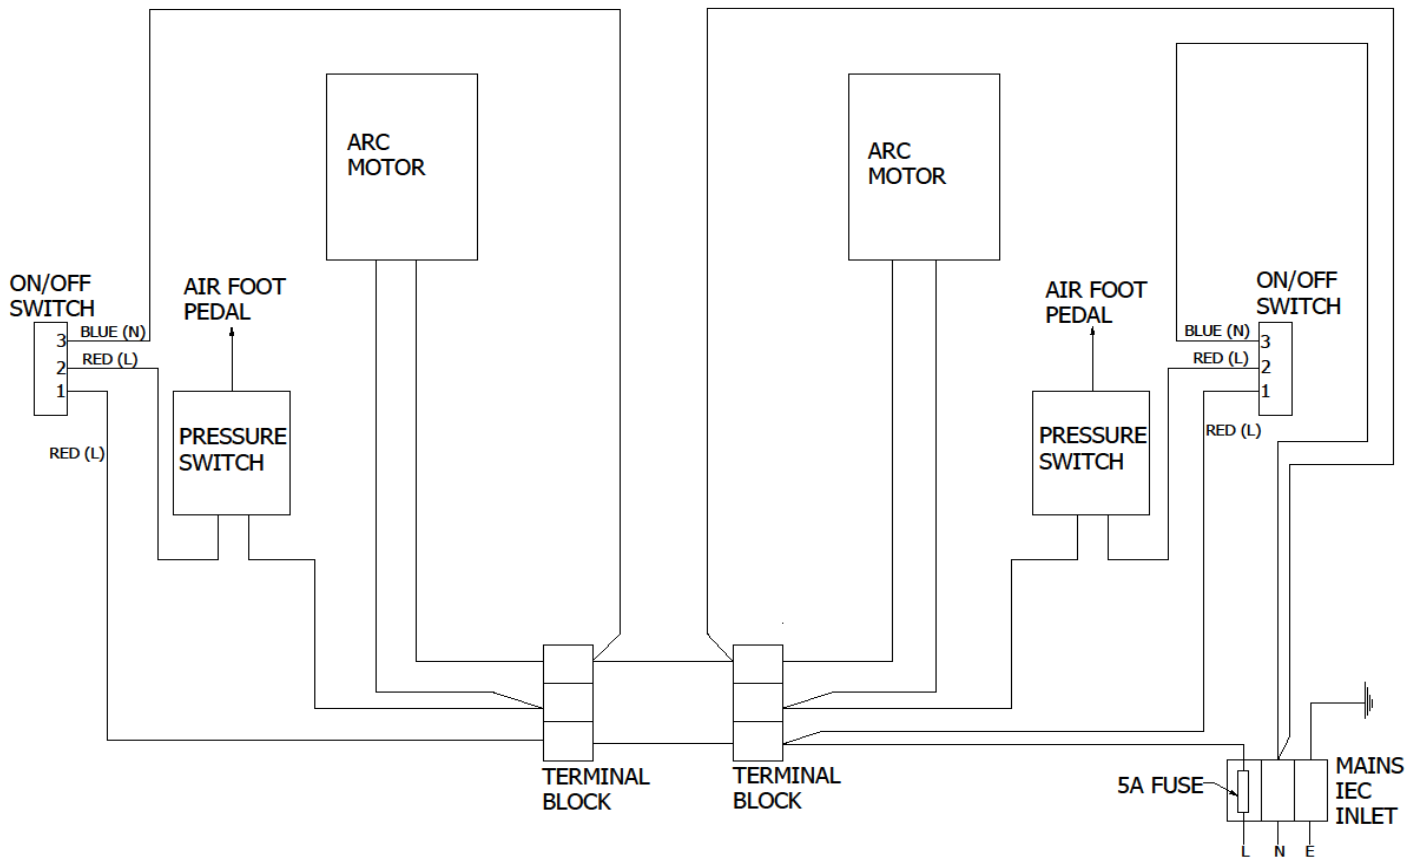 ARC
MOTOR
ARC
MOTOR
ON/OFF
SWITCH
3
2
1
BLUE (N)
RED (L)
RED (L)
AIR FOOT
PEDAL
PRESSURE
SWITCH
AIR FOOT
PEDAL
PRESSURE
SWITCH
ON/OFF
SWITCH
BLUE (N)
RED (L)
RED (L)
3
2
1
TERMINAL
BLOCK
TERMINAL
BLOCK
5A FUSE
MAINS
IEC
INLET
L N E